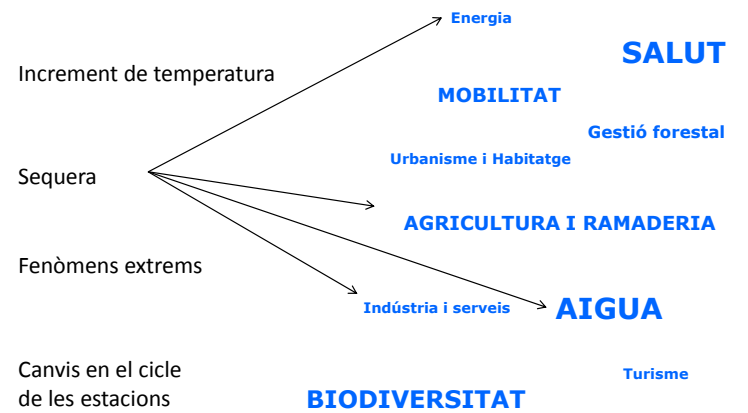 Energia
SALUT
Increment de temperatura
MOBILITAT
Gestió forestal
Urbanisme i Habitatge
Sequera
AGRICULTURA I RAMADERIA
Fenòmens extrems
Indústria i serveis
AIGUA
Canvis en el cicle
de les estacions
Turisme
BIODIVERSITAT